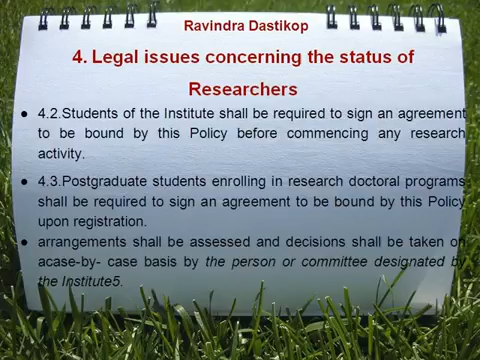 Ravindra Dastikop
4. Legal issues concerning the status of
Researchers
● 4.2.Students of the Institute shall be required to sign an agreement
to be bound by this Policy before commencing any research
activity.
● 4.3.Postgraduate students enrolling in research doctoral programs
shall be required to sign an agreement to be bound by this Policy
upon registration.
● arrangements shall be assessed and decisions shall be taken on
acase-by- case basis by the person or committee designated by
the Institute5.